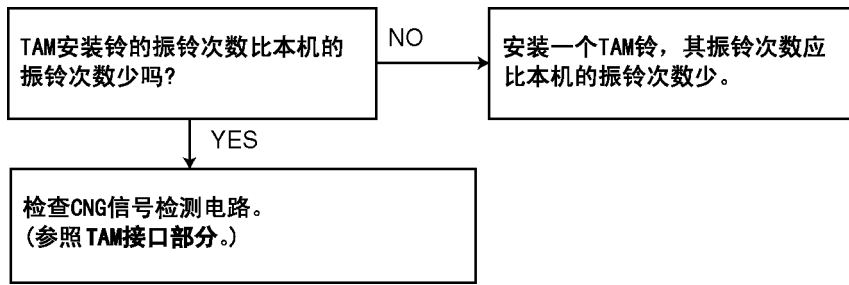 TAM安装铃的振铃次数比本机的
振铃次数少吗?
NO
安装一个TAM铃，其振铃次数应
比本机的振铃次数少。
YES
检查CNG信号检测电路。
(参照TAM接口部分。)